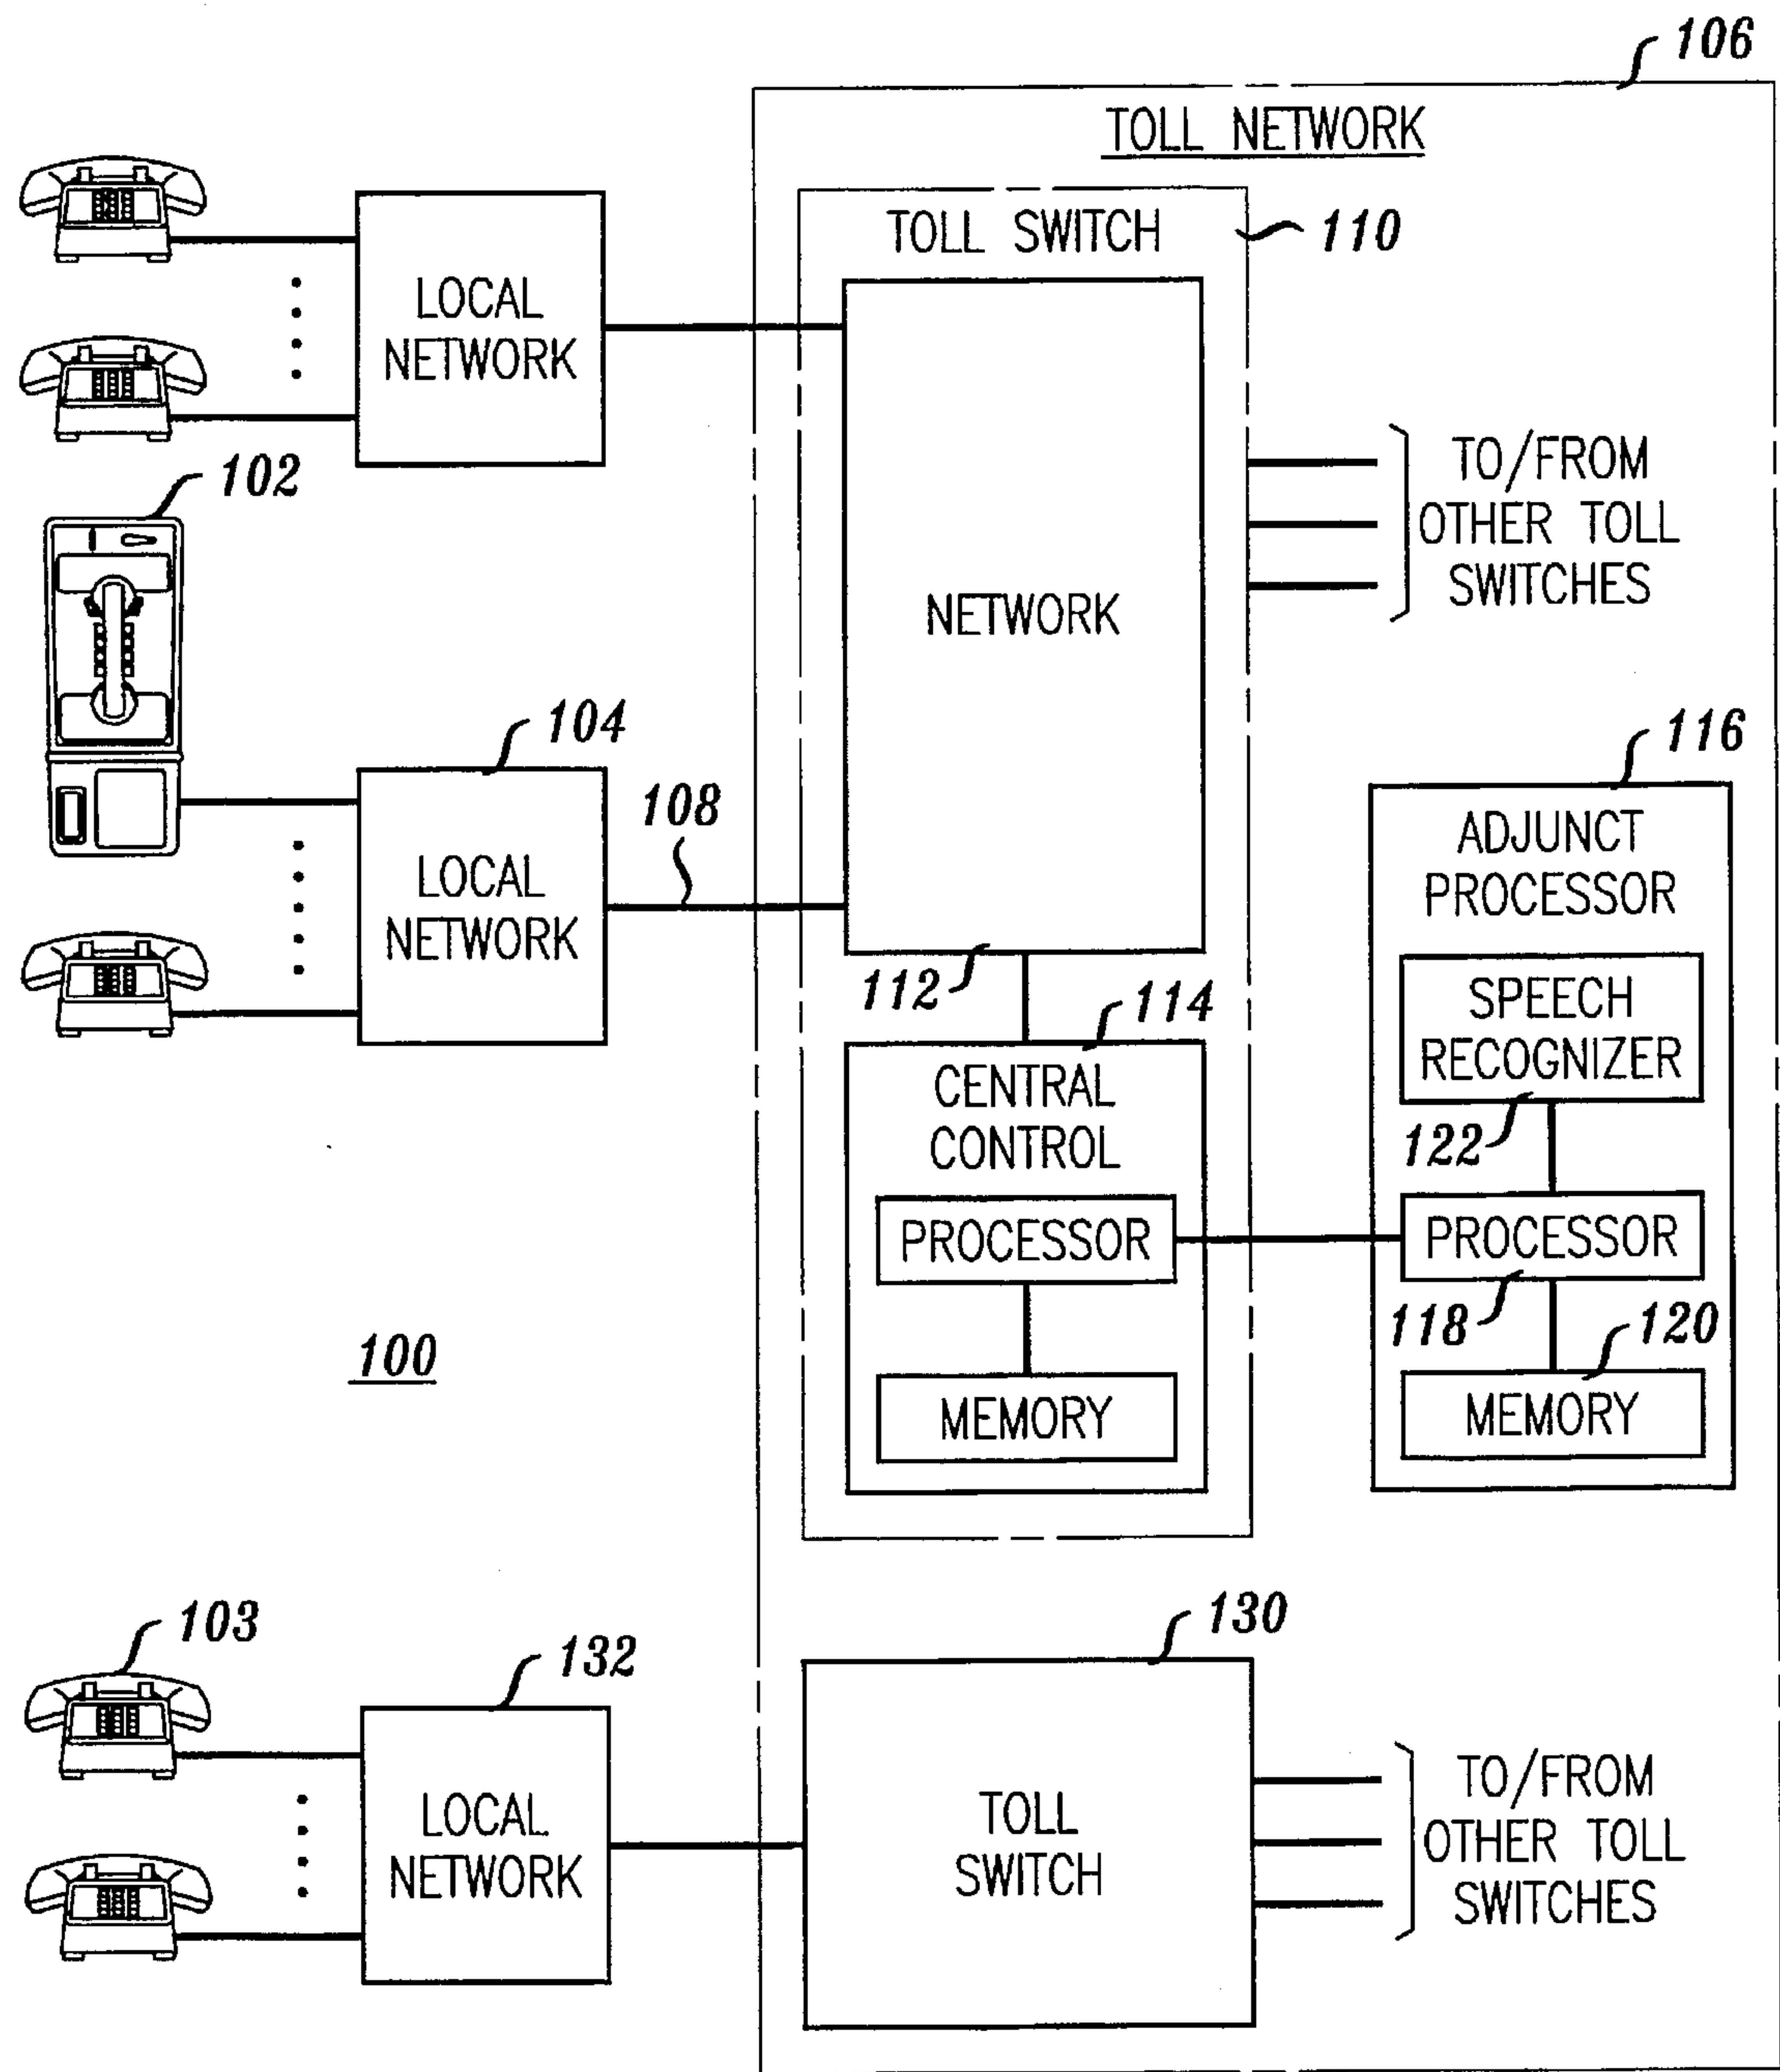 106
TOLL NETWORK
TOLL SWITCH
110
LOCAL
NETWORK
NETWORK
TO/FROM
OTHER TOLL
SWITCHES
102
104
LOCAL
NETWORK
108
112
114
CENTRAL
CONTROL
PROCESSOR
MEMORY
116
ADJUNCT
PROCESSOR
SPEECH
RECOGNIZER
122
PROCESSOR
118
120
MEMORY
100
103
132
LOCAL
NETWORK
130
TOLL
SWITCH
TO/FROM
OTHER TOLL
SWITCHES